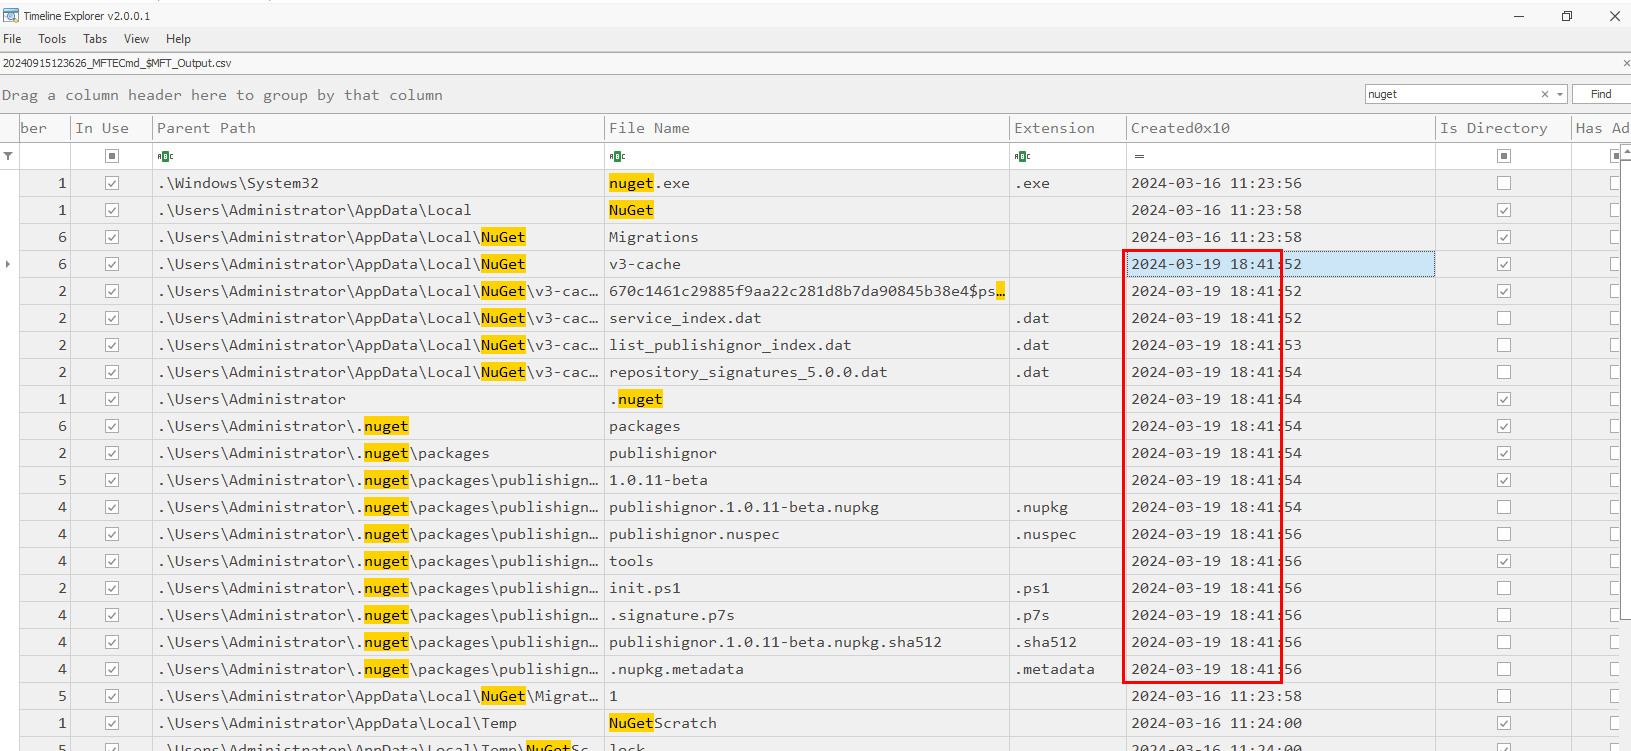 Timeline Explorer v2.0.0.1
File Tools Tabs View Help
20240915123626_MFTECmd_$MFT_Output.csv
Drag a column header here to group by that column
nuget Find
ber In Use Parent Path File Name Extension Created0x10 Is Directory Has Ad
=
1 .\Windows\System32 nuget.exe .exe 2024-03-16 11:23:56
1 .\Users\Administrator\AppData\Local NuGet 2024-03-16 11:23:58
6 .\Users\Administrator\AppData\Local\NuGet Migrations 2024-03-16 11:23:58
6 .\Users\Administrator\AppData\Local\NuGet v3-cache 2024-03-19 18:41:52
2 .\Users\Administrator\AppData\Local\NuGet\v3-cac… 670c1461c29885f9aa22c281d8b7da90845b38e4$ps… 2024-03-19 18:41:52
2 .\Users\Administrator\AppData\Local\NuGet\v3-cac… service_index.dat .dat 2024-03-19 18:41:52
2 .\Users\Administrator\AppData\Local\NuGet\v3-cac… list_publishignor_index.dat .dat 2024-03-19 18:41:53
2 .\Users\Administrator\AppData\Local\NuGet\v3-cac… repository_signatures_5.0.0.dat .dat 2024-03-19 18:41:54
1 .\Users\Administrator .nuget 2024-03-19 18:41:54
6 .\Users\Administrator\.nuget packages 2024-03-19 18:41:54
2 .\Users\Administrator\.nuget\packages publishignor 2024-03-19 18:41:54
5 .\Users\Administrator\.nuget\packages\publishign… 1.0.11-beta 2024-03-19 18:41:54
4 .\Users\Administrator\.nuget\packages\publishign… publishignor.1.0.11-beta.nupkg .nupkg 2024-03-19 18:41:54
4 .\Users\Administrator\.nuget\packages\publishign… publishignor.nuspec .nuspec 2024-03-19 18:41:56
4 .\Users\Administrator\.nuget\packages\publishign… tools 2024-03-19 18:41:56
2 .\Users\Administrator\.nuget\packages\publishign… init.ps1 .ps1 2024-03-19 18:41:56
4 .\Users\Administrator\.nuget\packages\publishign… .signature.p7s .p7s 2024-03-19 18:41:56
4 .\Users\Administrator\.nuget\packages\publishign… publishignor.1.0.11-beta.nupkg.sha512 .sha512 2024-03-19 18:41:56
4 .\Users\Administrator\.nuget\packages\publishign… .nupkg.metadata .metadata 2024-03-19 18:41:56
5 .\Users\Administrator\AppData\Local\NuGet\Migrat… 1 2024-03-16 11:23:58
1 .\Users\Administrator\AppData\Local\Temp NuGetScratch 2024-03-16 11:24:00
5 .\Users\Administrator\AppData\Local\Temp\NuGetSc… lock 2024-03-16 11:24:00